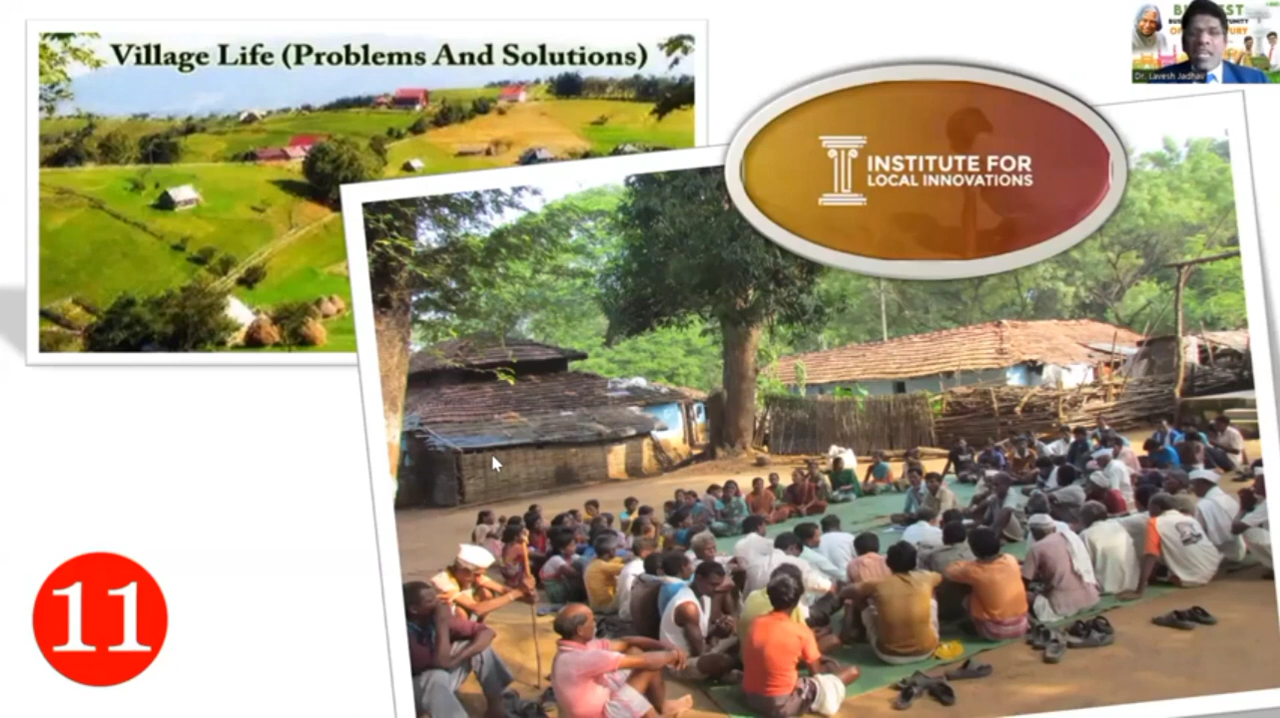 Village Life (Problems And Solutions)
INSTITUTE FOR
LOCAL INNOVATIONS
11
Dr. Lavesh Jadhav